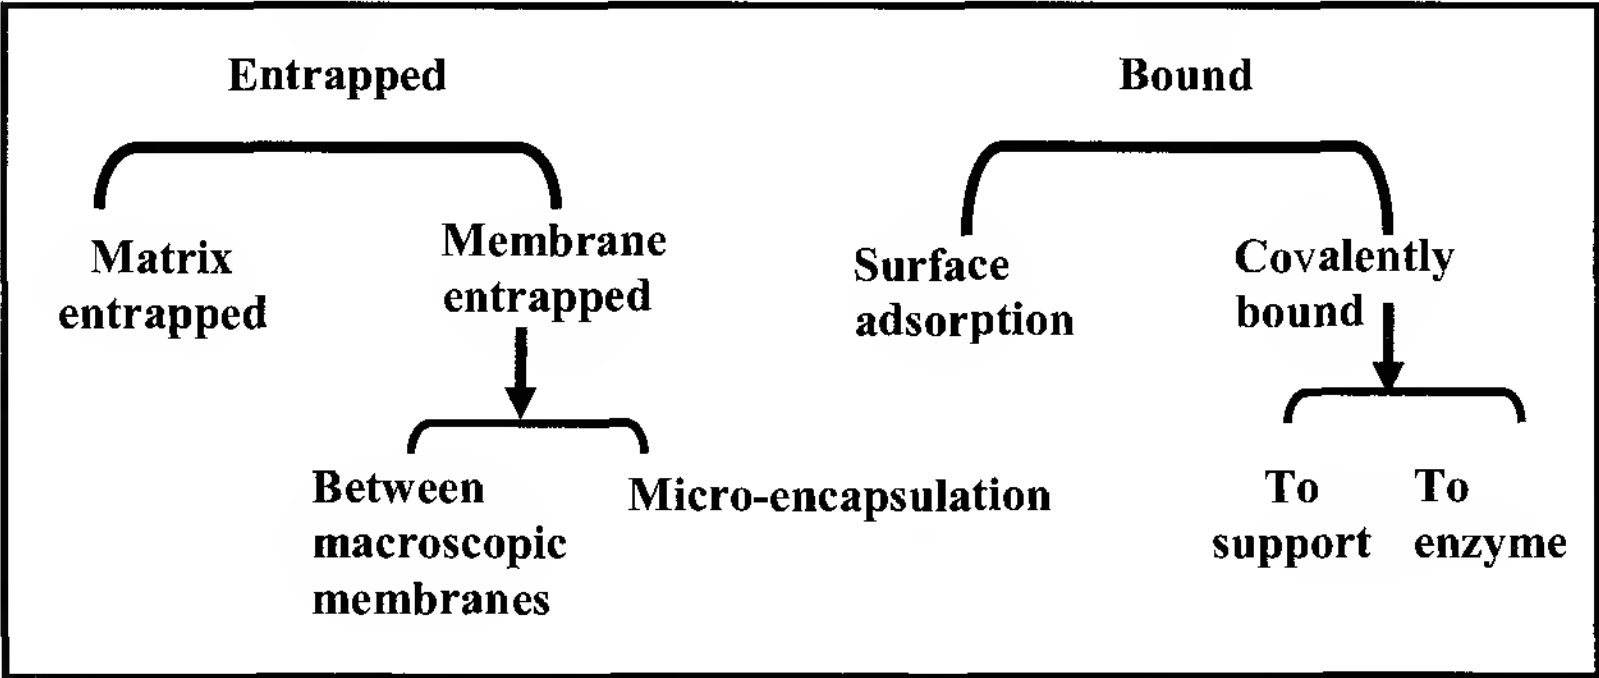 Entrapped
Bound
Matrix
entrapped
Membrane
entrapped
Surface
adsorption
Covalently
bound
Between
macroscopic
membranes
Micro-encapsulation
To
support
To
enzyme